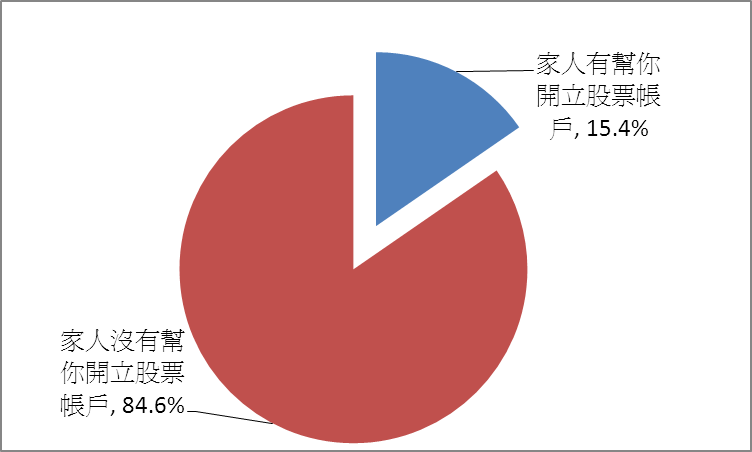 家人有幫你
開立股票帳
戶, 15.4%
家人沒有幫
你開立股票
帳戶, 84.6%